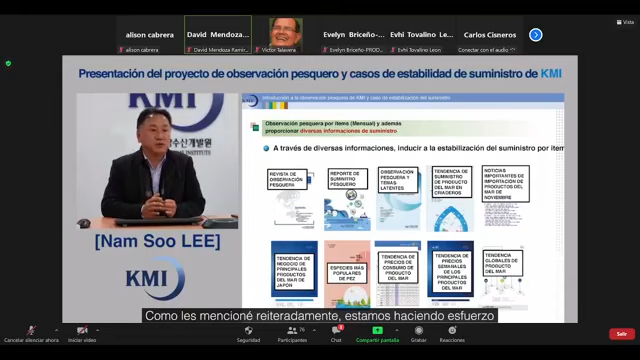 alison cabrera
David Mendoza...
Evelyn Briceño-...
Evhi Tovalino Le...
Carlos Cisneros
Vista
alison cabrera
David Mendoza Ramir...
Victor Talavera
Evelyn Briceño-PROD...
Evhi Tovalino Leon
Conectar con el audio
Presentación del proyecto de observación pesquero y casos de estabilidad de suministro de KMI
Introducción a la observación pesquera de KMI y caso de estabilización del suministro
KMI
수산개발원
INSTITUTE
Observación pesquera por ítems (Mensual) y además
proporcionar diversas informaciones de suministro
A través de diversas informaciones, inducir a la estabilización del suministro por ítem
REVISTA DE
OBSERVACIÓN
PESQUERA
REPORTE DE
SUMINITRO
PESQUERO
OBSERVACIÓN
PESQUERA Y
TEMAS
LATENTES
TENDENCIA DE
SUMINISTRO
DE PRODUCTO
DEL MAR EN
CRIADEROS
NOTICIAS
IMPORTANTES DE
IMPORTACIÓN DE
PRODUCTOS DEL
MAR DE
NOVIEMBRE
[Nam Soo LEE]
KMI
TENDENCIA DE
NEGOCIO DE
PRINCIPALES
PRODUCTOS
DEL MAR DE
JAPÓN
ESPECIES MÁS
POPULARES
DE PEZ
TENDENCIA DE
PRECIOS DE
CONSUMO DE
PRODUCTO
DEL MAR
TENDENCIA DE
PRECIOS
SEMANALES DE
LOS PRINCIPALES
PRODUCTOS DEL
MAR
TENDENCIA
GLOBALES DE
PRODUCTO DEL
MAR
Como les mencioné reiteradamente, estamos haciendo esfuerzo
Cancelar silenciar ahora
Iniciar video
Seguridad
76
Participantes
Chat
Compartir pantalla
Grabar
Reacciones
Salir